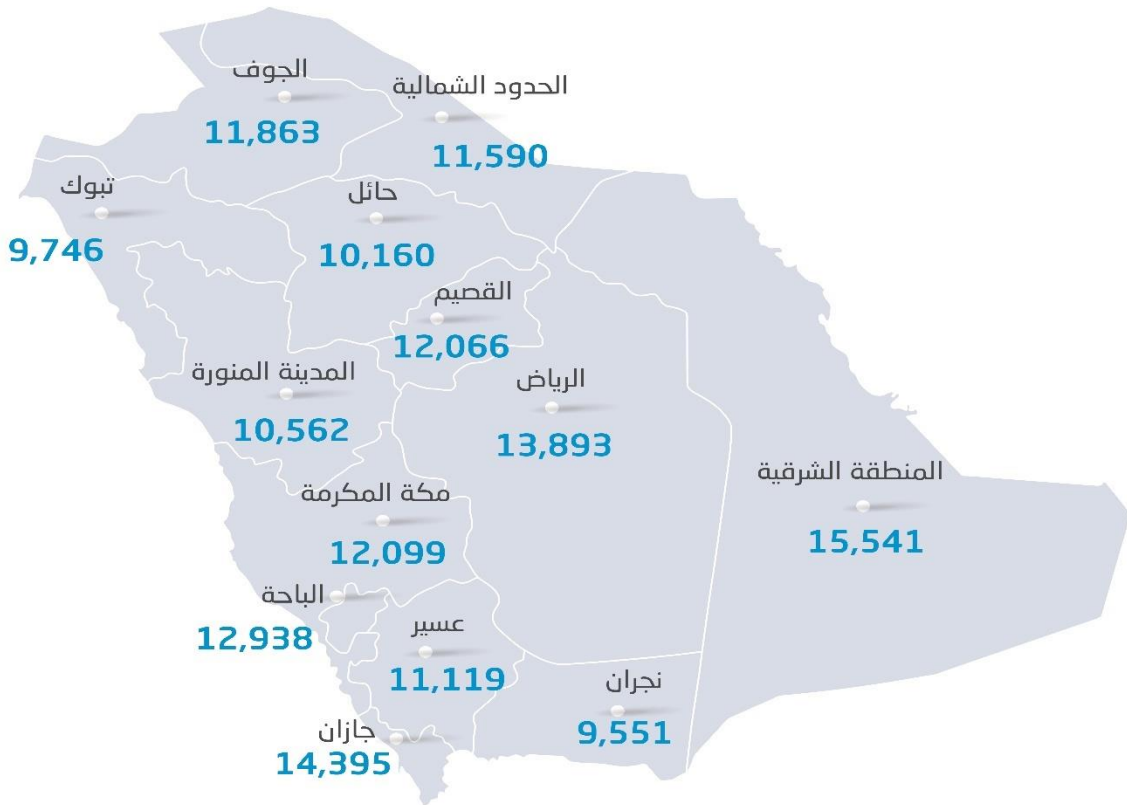 الجوف
11,863
الحدود الشمالية
11,590
تبوك
9,746
حائل
10,160
القصيم
12,066
المدينة المنورة
10,562
الرياض
13,893
المنطقة الشرقية
15,541
مكة المكرمة
12,099
الباحة
12,938
عسير
11,119
نجران
9,551
جازان
14,395